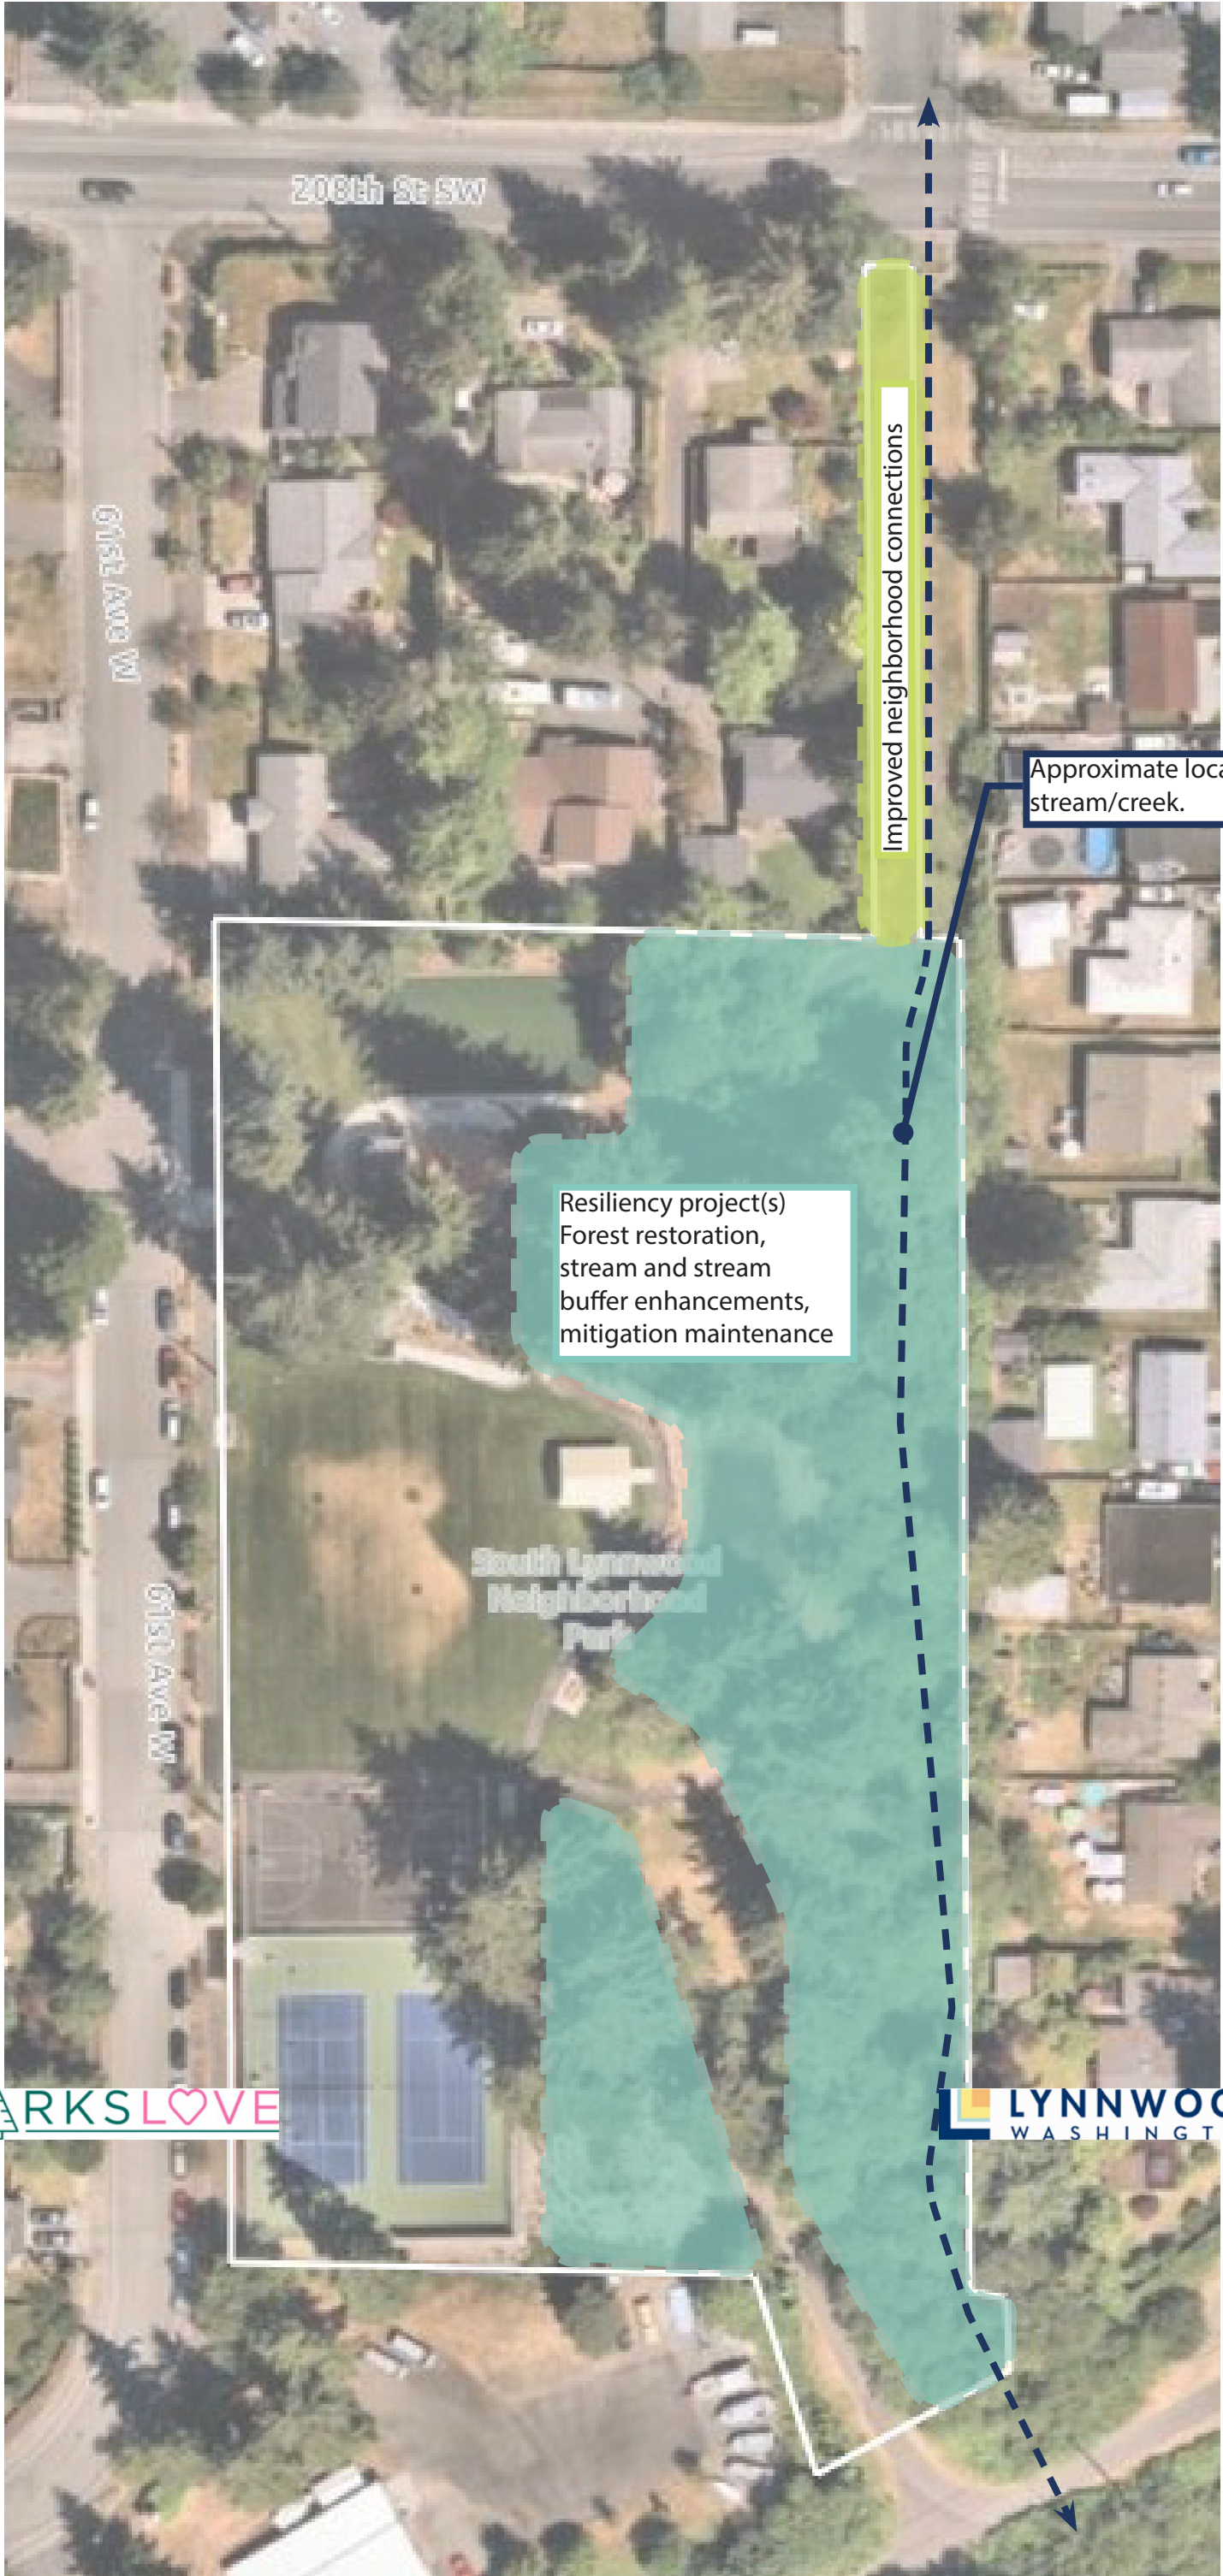 208th St SW
Improved neighborhood connections
61st Ave W
Approximate loca
stream/creek.
Resiliency project(s)
Forest restoration,
stream and stream
buffer enhancements,
mitigation maintenance
South Lynnwood
Neighborhood
Park
61st Ave W
ARKSLOVE
LYNNWOO
WASHINGT